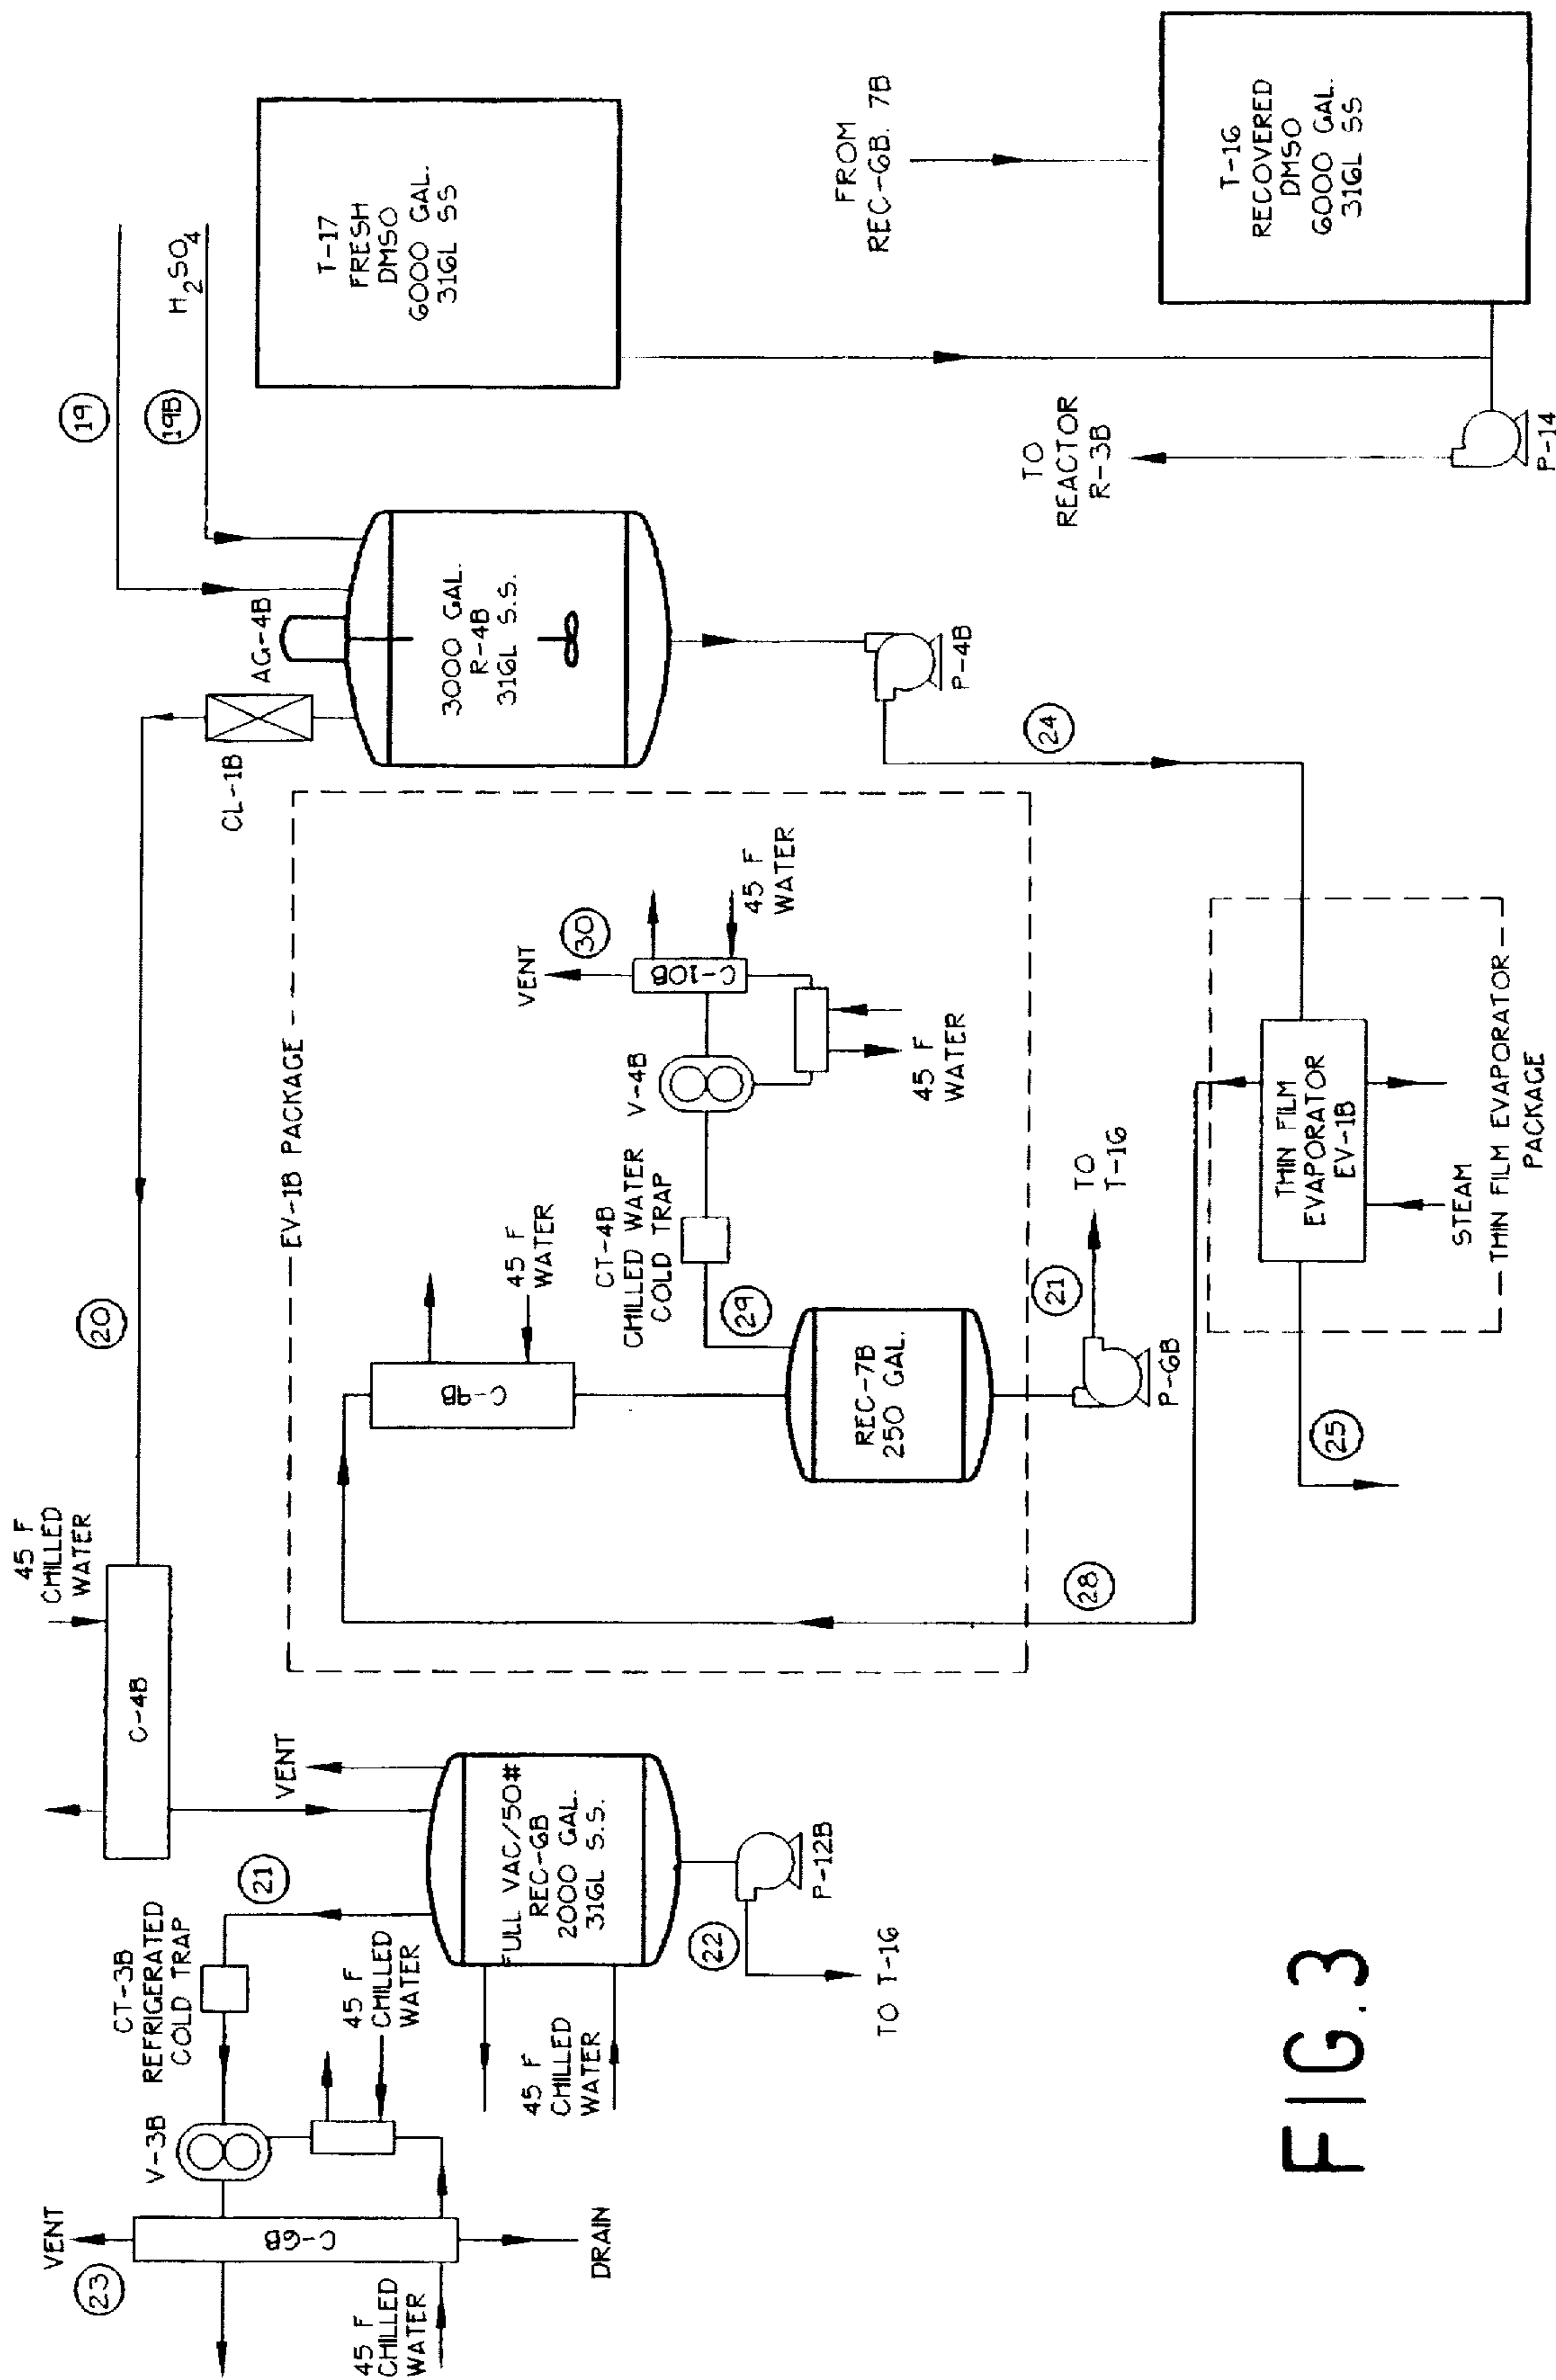 45 F
CHILLED
WATER
C-4B
20
CL-1B
AG-4B
19
19B
H2SO4
3000 GAL.
R-4B
316L S.S.
T-17
FRESH
DMSO
6000 GAL.
316L SS
VENT
23
C-6B
45 F
CHILLED
WATER
DRAIN
V-3B
CT-3B
REFRIGERATED
COLD TRAP
45 F
CHILLED
WATER
21
VENT
FULL VAC/50#
REC-6B
2000 GAL.
316L S.S.
45 F
CHILLED
WATER
22
P-12B
TO T-16
EV-1B PACKAGE
C-9B
45 F
WATER
CT-4B
CHILLED WATER
COLD TRAP
29
V-4B
VENT
30
C-10B
45 F
WATER
45 F
WATER
REC-7B
250 GAL.
P-6B
21
TO
T-16
28
P-4B
24
THIN FILM
EVAPORATOR
EV-1B
STEAM
25
THIN FILM EVAPORATOR
PACKAGE
TO
REACTOR
R-3B
P-14
FROM
REC-6B. 7B
T-16
RECOVERED
DMSO
6000 GAL.
316L SS
FIG.3